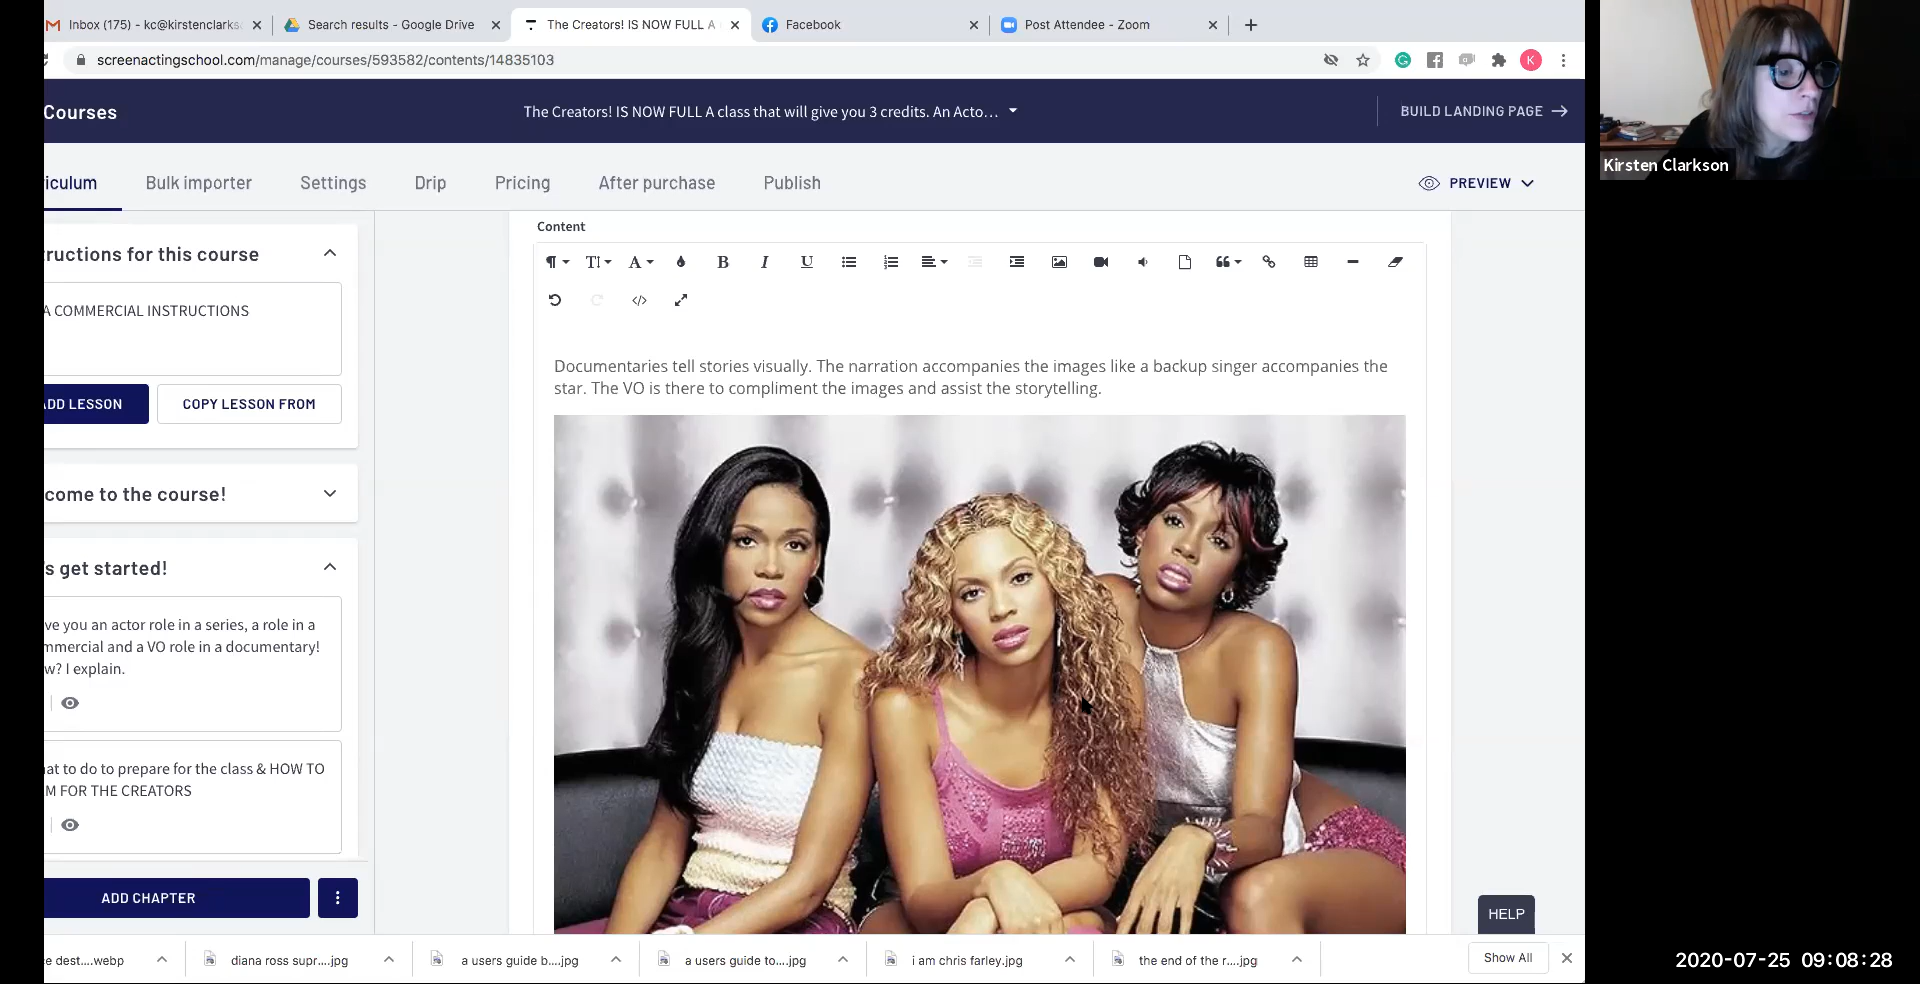 Inbox (175) - kc@kirstenclarks
Search results - Google Drive
The Creators! IS NOW FULL A
Facebook
Post Attendee - Zoom
screenactingschool.com/manage/courses/593582/contents/14835103
K
Courses
The Creators! IS NOW FULL A class that will give you 3 credits. An Acto...
BUILD LANDING PAGE
iculum
Bulk importer
Settings
Drip
Pricing
After purchase
Publish
PREVIEW
tructions for this course
A COMMERCIAL INSTRUCTIONS
ADD LESSON
COPY LESSON FROM
come to the course!
s get started!
ve you an actor role in a series, a role in a
mmercial and a VO role in a documentary!
w? I explain.
hat to do to prepare for the class & HOW TO
M FOR THE CREATORS
ADD CHAPTER
Content
Documentaries tell stories visually. The narration accompanies the images like a backup singer accompanies the
star. The VO is there to compliment the images and assist the storytelling.
HELP
e dest....webp
diana ross supr....jpg
a users guide b....jpg
a users guide to....jpg
i am chris farley.jpg
the end of the r....jpg
Show All
Kirsten Clarkson
2020-07-25 09:08:28